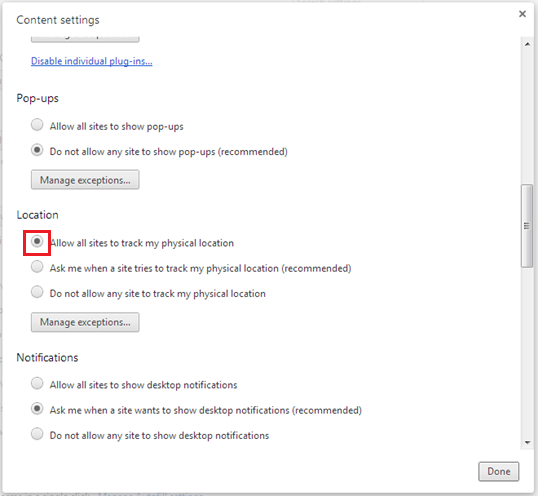 Content settings
Disable individual plug-ins...
Pop-ups
Allow all sites to show pop-ups
Do not allow any site to show pop-ups (recommended)
Manage exceptions...
Location
Allow all sites to track my physical location
Ask me when a site tries to track my physical location (recommended)
Do not allow any site to track my physical location
Manage exceptions...
Notifications
Allow all sites to show desktop notifications
Ask me when a site wants to show desktop notifications (recommended)
Do not allow any site to show desktop notifications
Done